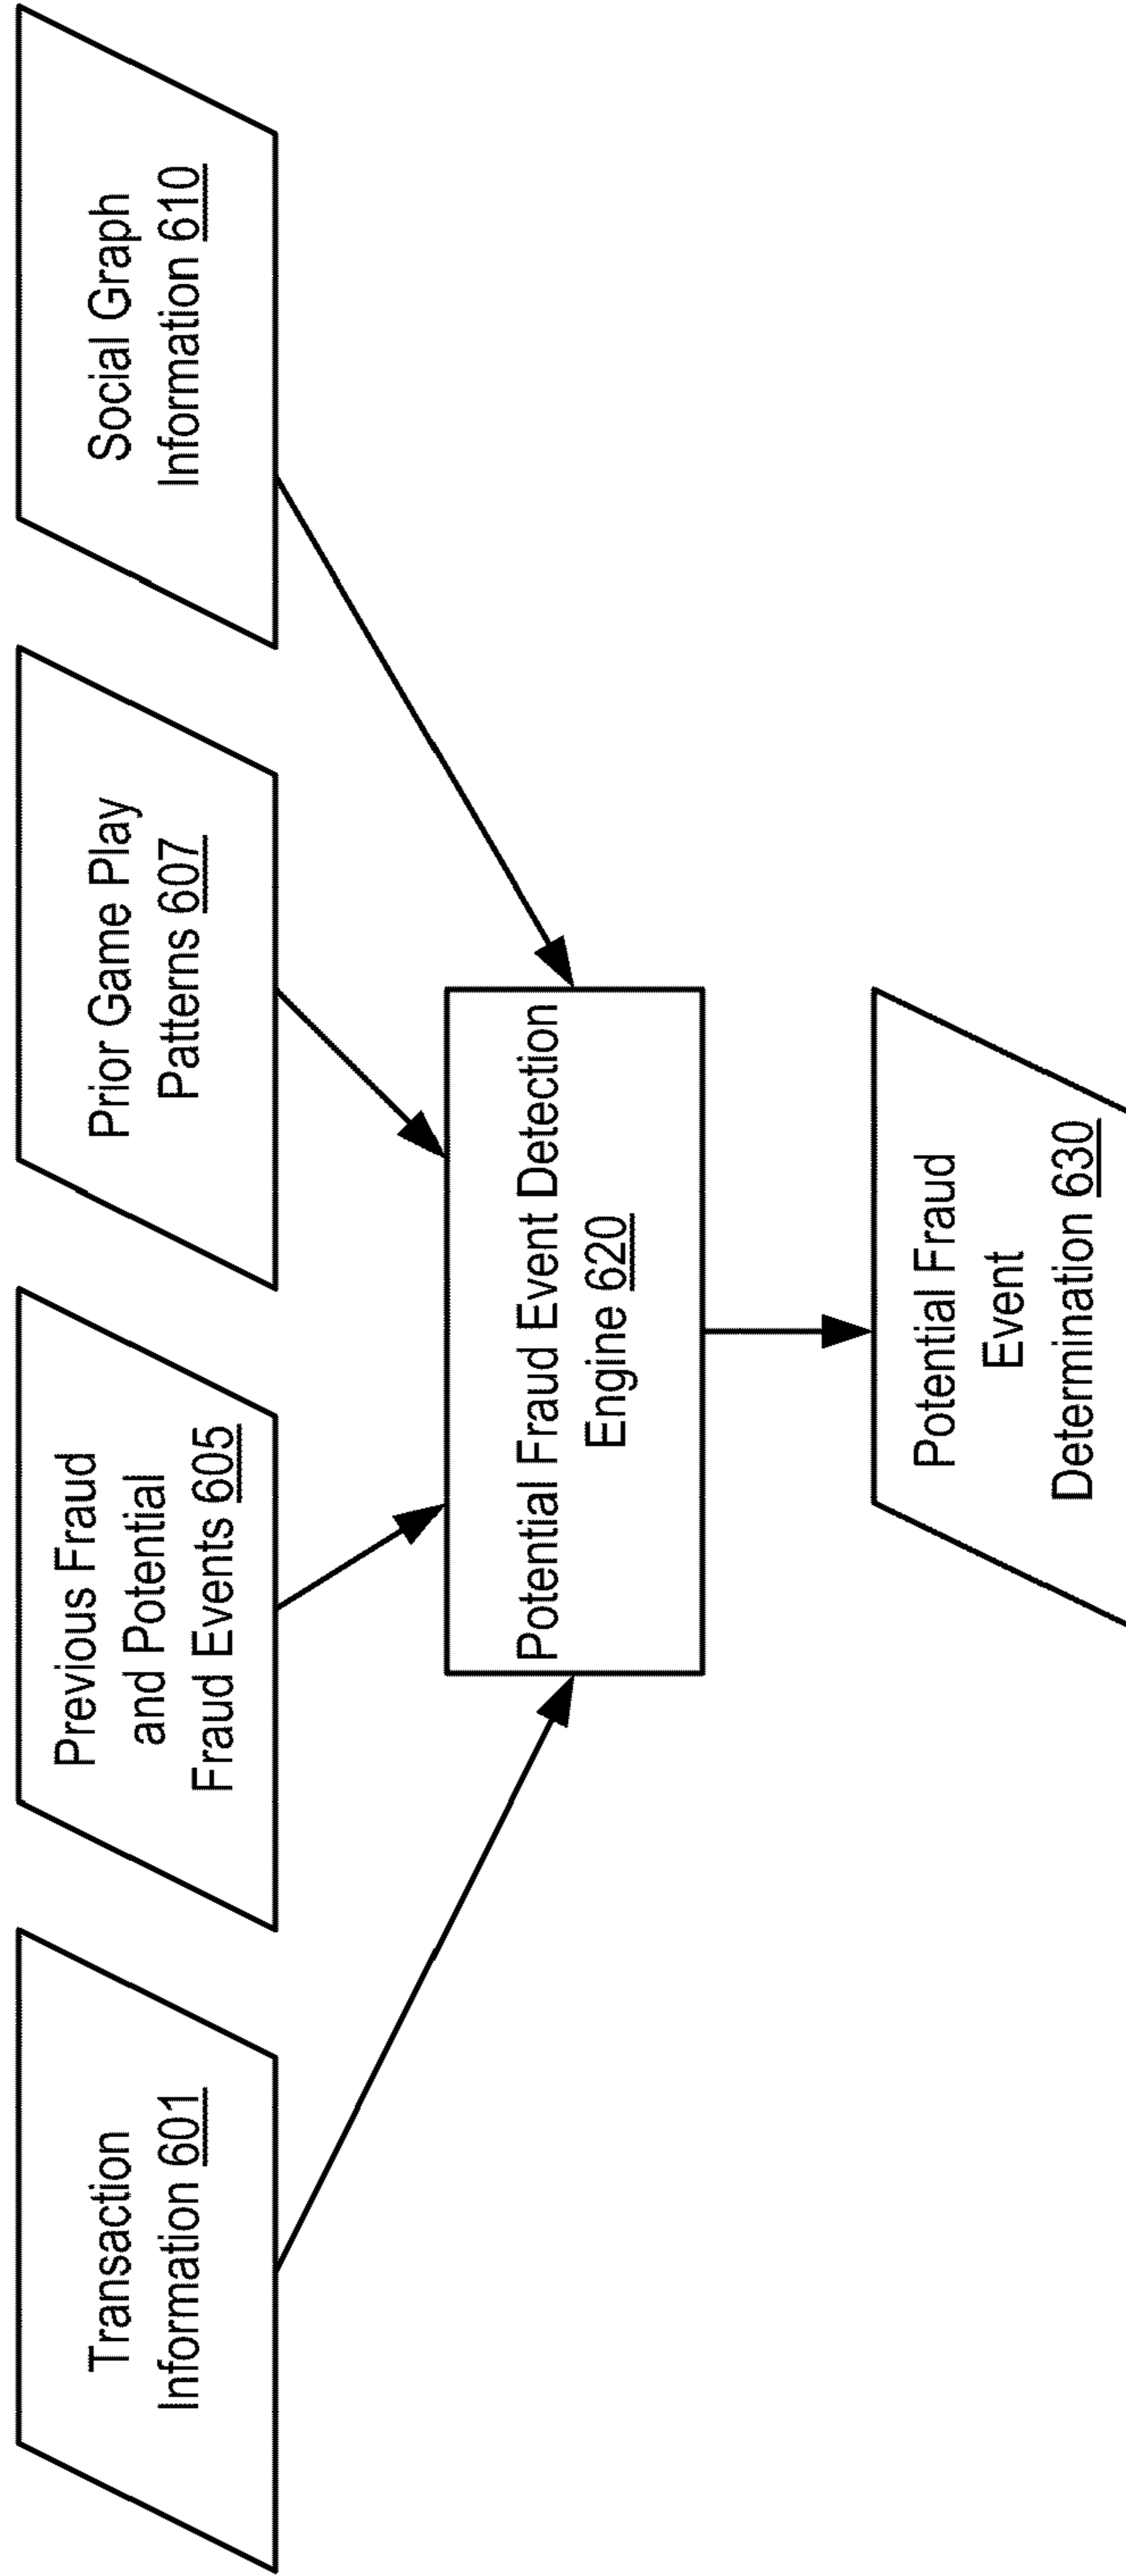 Transaction
Information 601
Previous Fraud
and Potential
Fraud Events 605
Prior Game Play
Patterns 607
Social Graph
Information 610
Potential Fraud Event Detection
Engine 620
Potential Fraud
Event
Determination 630